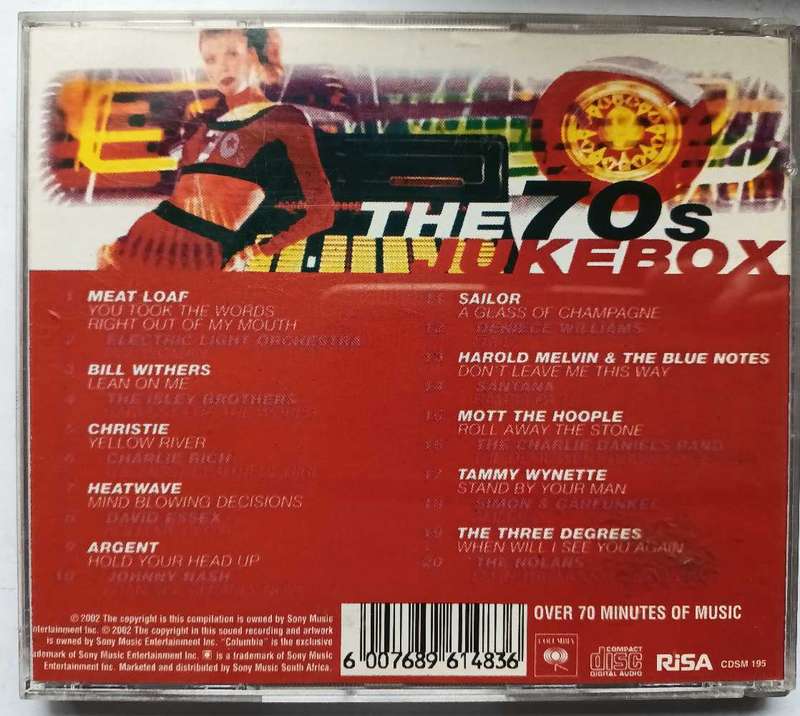 THE 70s
JUKEBOX
1 MEAT LOAF
YOU TOOK THE WORDS
RIGHT OUT OF MY MOUTH
2 ELECTRIC LIGHT ORCHESTRA
3 BILL WITHERS
LEAN ON ME
4 THE ISLEY BROTHERS
5 CHRISTIE
YELLOW RIVER
6 CHARLIE RICH
7 HEATWAVE
MIND BLOWING DECISIONS
8 DAVID ESSEX
9 ARGENT
HOLD YOUR HEAD UP
10 JOHNNY NASH
11 SAILOR
A GLASS OF CHAMPAGNE
12 DENIECE WILLIAMS
13 HAROLD MELVIN & THE BLUE NOTES
DON'T LEAVE ME THIS WAY
14 SANTANA
15 MOTT THE HOOPLE
ROLL AWAY THE STONE
16 THE CHARLIE DANIELS BAND
17 TAMMY WYNETTE
STAND BY YOUR MAN
18 SIMON & GARFUNKEL
19 THE THREE DEGREES
WHEN WILL I SEE YOU AGAIN
20 THE NOLANS
℗ 2002 The copyright is this compilation is owned by Sony Music
Entertainment Inc. © 2002 The copyright in this sound recording and artwork
is owned by Sony Music Entertainment Inc. "Columbia" is the exclusive
trademark of Sony Music Entertainment Inc. is a trademark of Sony Music
Entertainment Inc. Marketed and distributed by Sony Music South Africa.
6 007689 614836
OVER 70 MINUTES OF MUSIC
COLUMBIA
COMPACT
disc
DIGITAL AUDIO
RiSA
CDSM 195